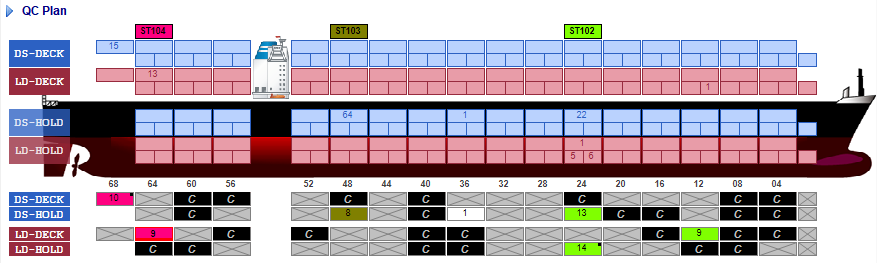 QC Plan
ST104 ST103 ST102
DS-DECK 15
LD-DECK 13
1
DS-HOLD 64 1 22
LD-HOLD 1
5 6
68 64 60 56 52 48 44 40 36 32 28 24 20 16 12 08 04
DS-DECK 10 C C C C C C C
DS-HOLD C 8 C 1 13 C C C C
LD-DECK 9 C C C C C 9 C C
LD-HOLD C C C C 14 C C